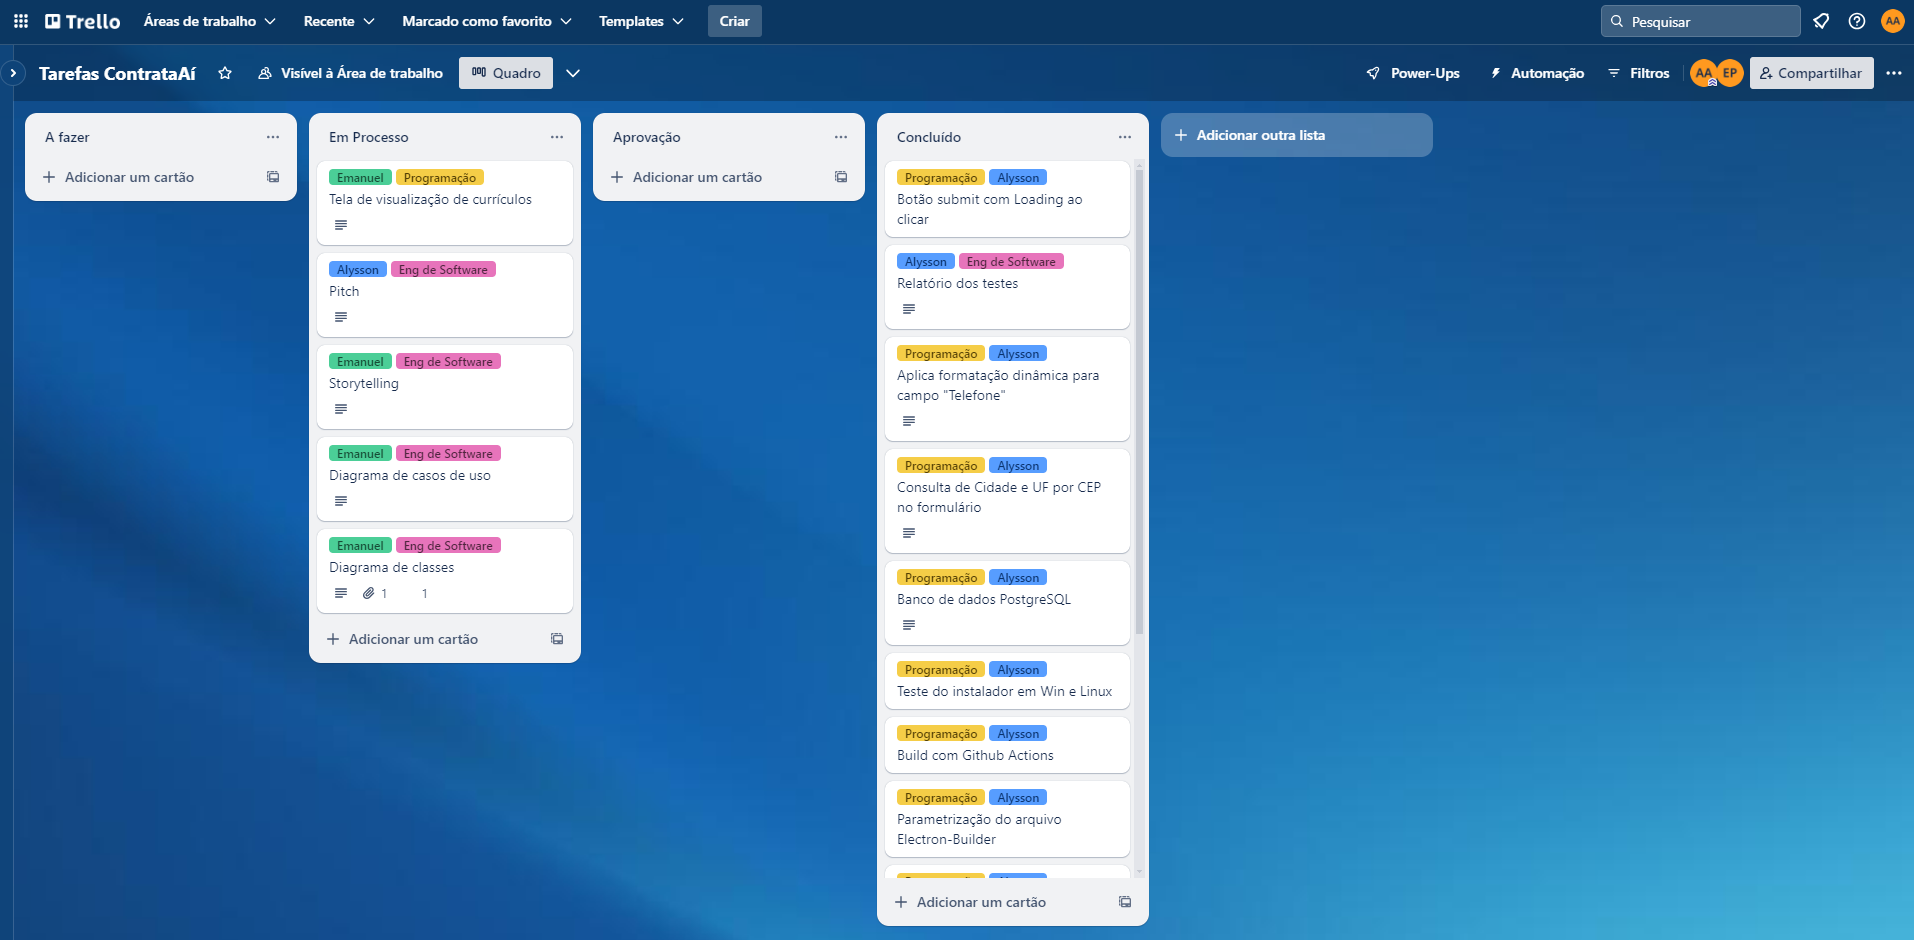 Trello
Áreas de trabalho
Recente
Marcado como favorito
Templates
Criar
Pesquisar
AA
Tarefas ContrataAí
Visível à Área de trabalho
Quadro
Power-Ups
Automação
Filtros
AA
EP
Compartilhar
A fazer
Adicionar um cartão
Em Processo
Emanuel Programação
Tela de visualização de currículos
Alysson Eng de Software
Pitch
Emanuel Eng de Software
Storytelling
Emanuel Eng de Software
Diagrama de casos de uso
Emanuel Eng de Software
Diagrama de classes
1 1
Adicionar um cartão
Aprovação
Adicionar um cartão
Concluído
Programação Alysson
Botão submit com Loading ao
clicar
Alysson Eng de Software
Relatório dos testes
Programação Alysson
Aplica formatação dinâmica para
campo "Telefone"
Programação Alysson
Consulta de Cidade e UF por CEP
no formulário
Programação Alysson
Banco de dados PostgreSQL
Programação Alysson
Teste do instalador em Win e Linux
Programação Alysson
Build com Github Actions
Programação Alysson
Parametrização do arquivo
Electron-Builder
Adicionar um cartão
Adicionar outra lista